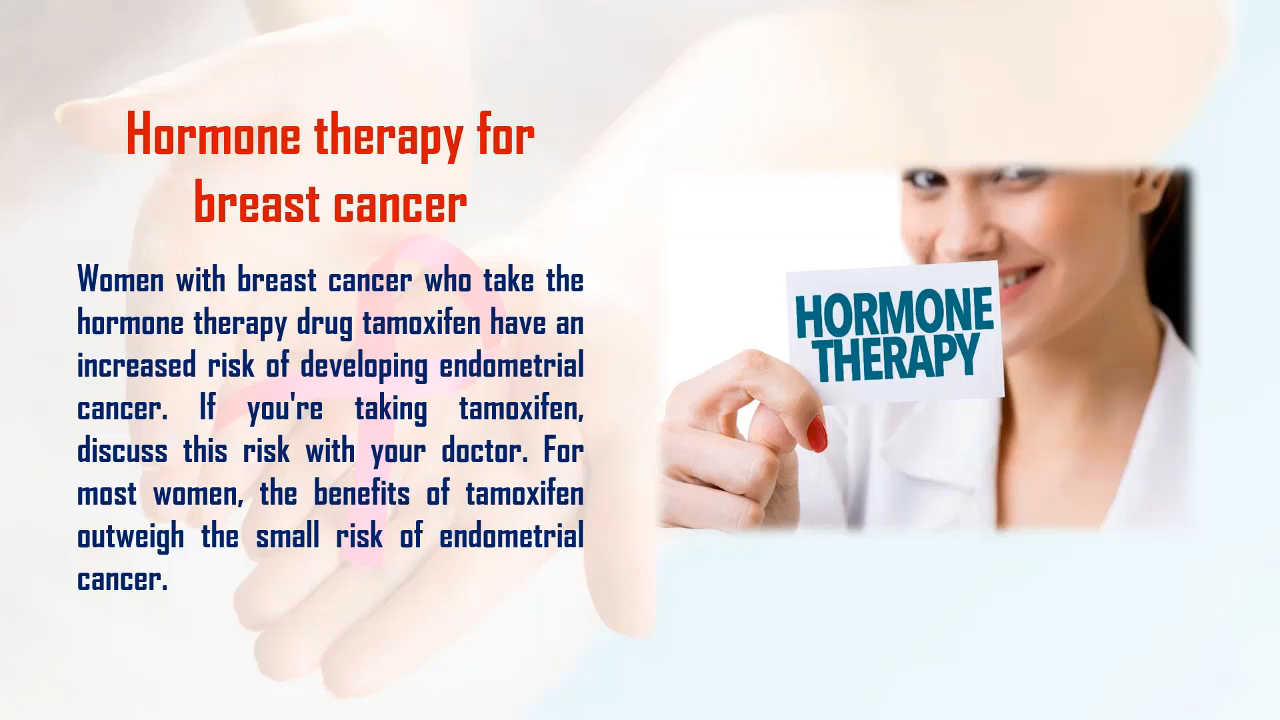 Hormone therapy for
breast cancer
Women with breast cancer who take the
hormone therapy drug tamoxifen have an
increased risk of developing endometrial
cancer. If you're taking tamoxifen,
discuss this risk with your doctor. For
most women, the benefits of tamoxifen
outweigh the small risk of endometrial
cancer.
HORMONE
THERAPY